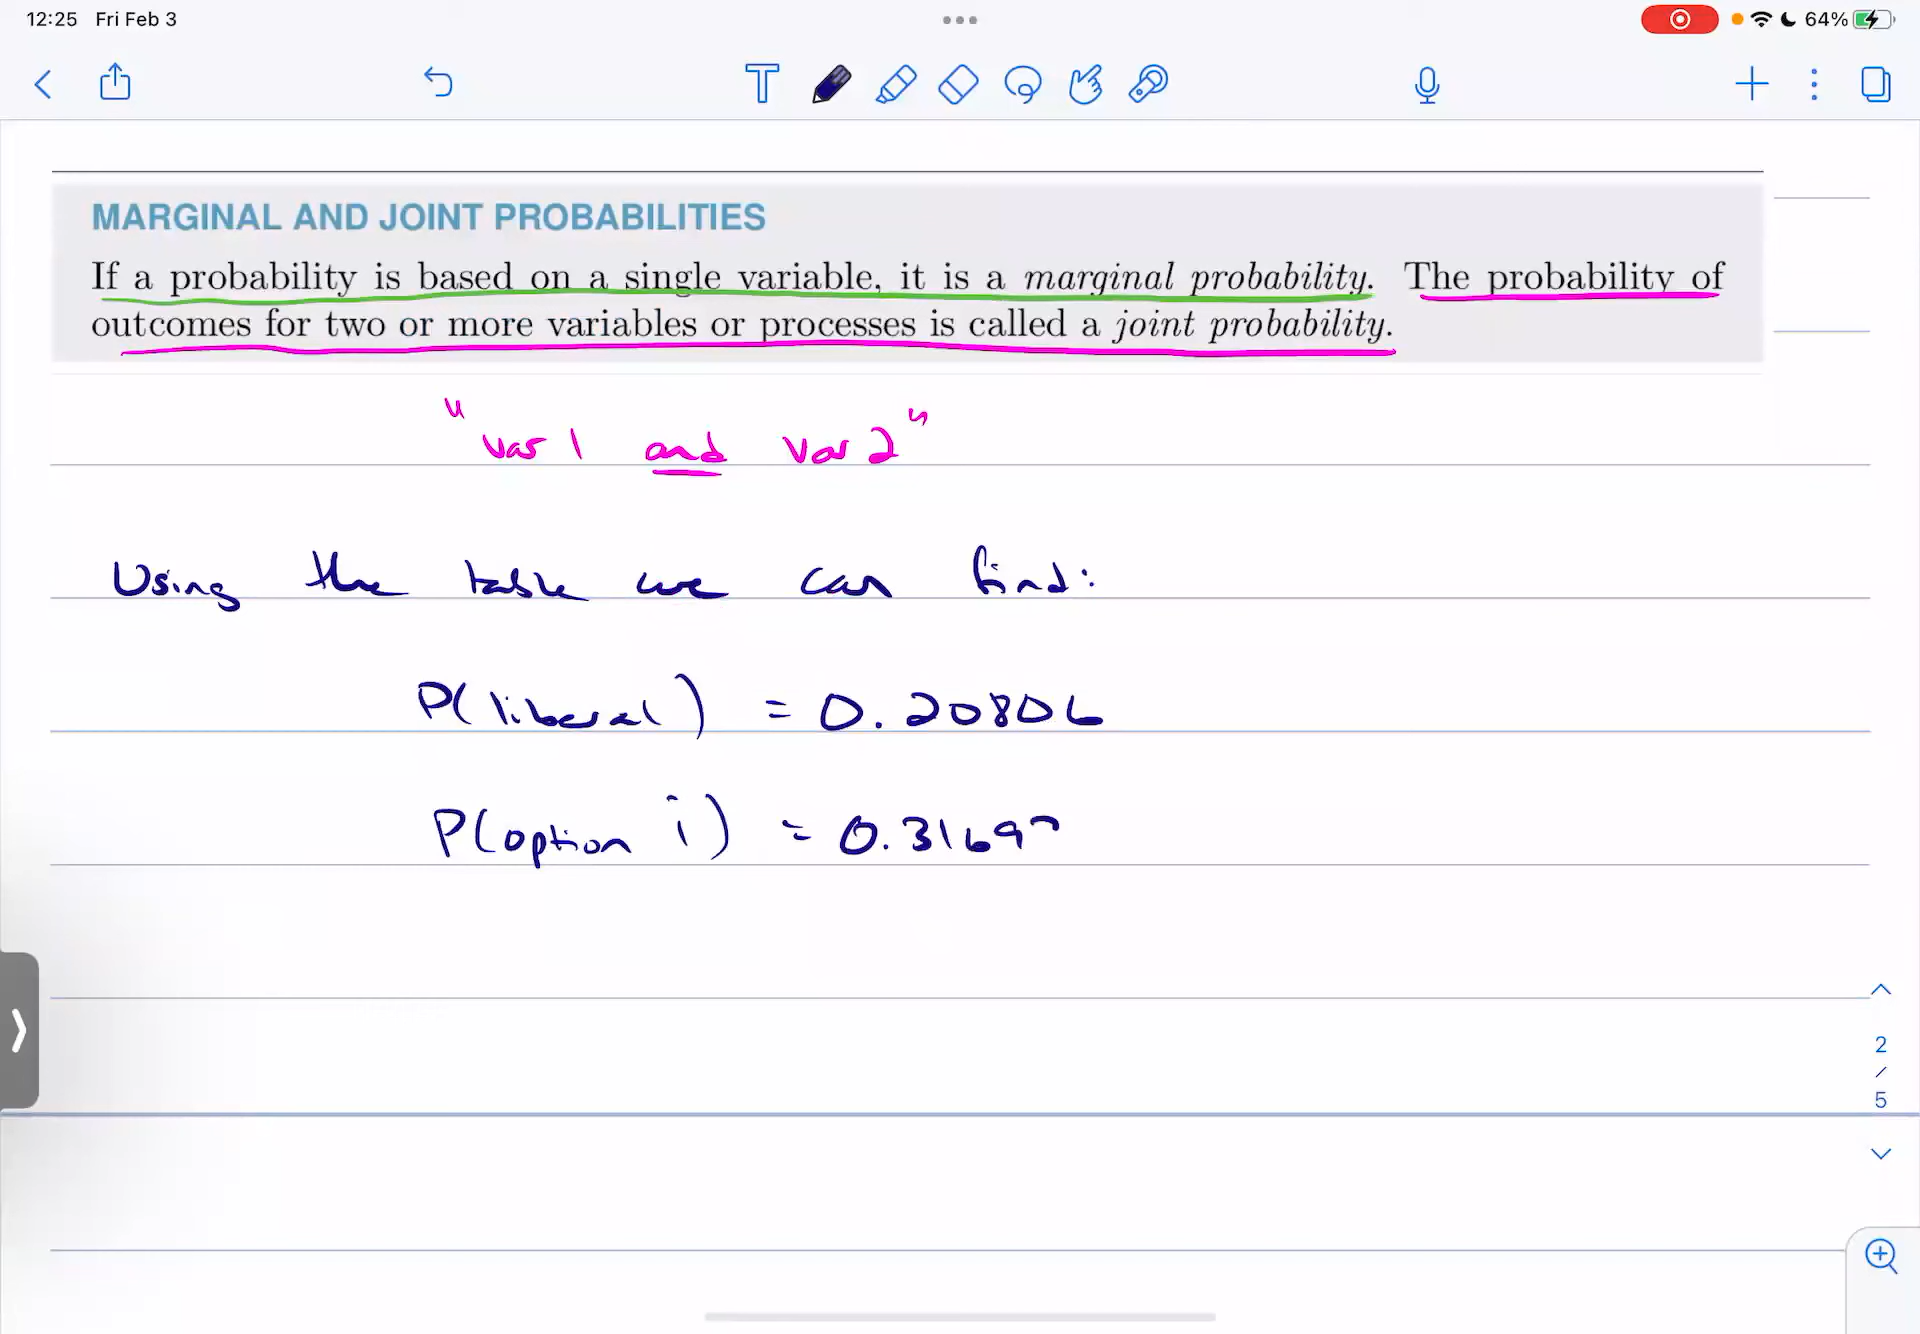 12:25 Fri Feb 3
64%
T
MARGINAL AND JOINT PROBABILITIES
If a probability is based on a single variable, it is a marginal probability. The probability of
outcomes for two or more variables or processes is called a joint probability.
"var 1 and var 2"
Using the table we can find:
P(liberal) = 0.20806
P(option i) = 0.3169
2
/
5